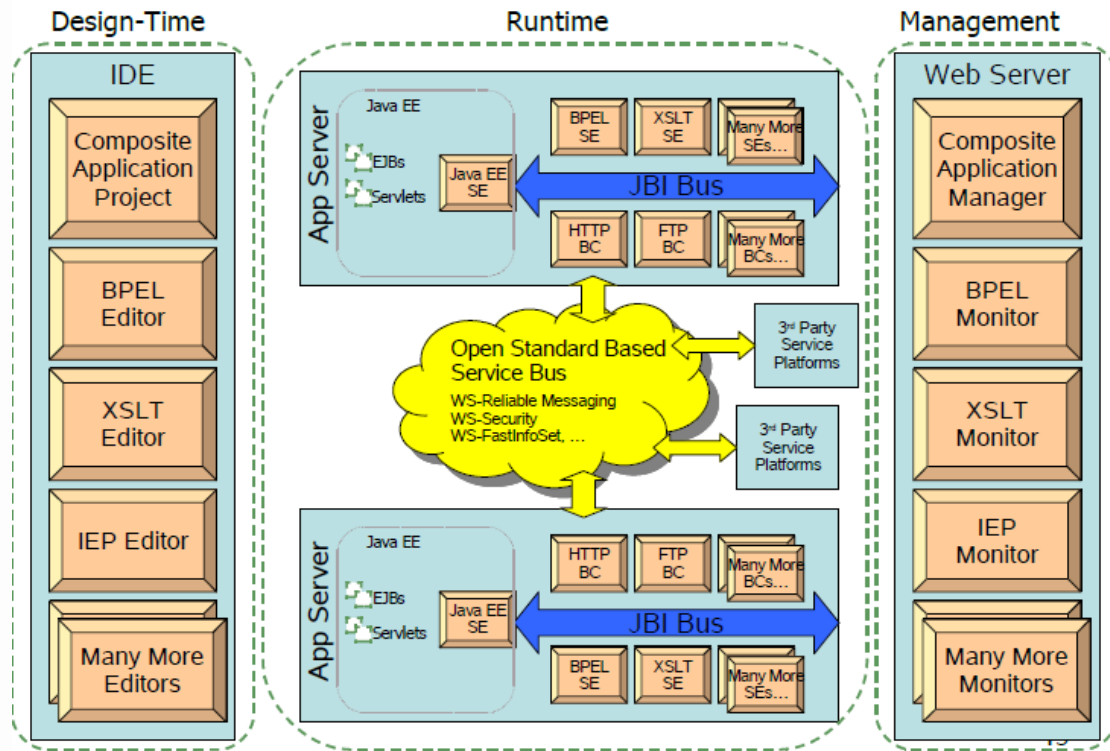 Design-Time
Runtime
Management
IDE
Composite
Application
Project
BPEL
Editor
XSLT
Editor
IEP Editor
Many More
Editors
App Server
Java EE
EJBs
Servlets
Java EE
SE
BPEL
SE
XSLT
SE
Many More
SEs...
JBI Bus
HTTP
BC
FTP
BC
Many More
BCs...
Open Standard Based
Service Bus
WS-Reliable Messaging
WS-Security
WS-FastInfoSet, ...
3rd Party
Service
Platforms
3rd Party
Service
Platforms
App Server
Java EE
EJBs
Servlets
Java EE
SE
HTTP
BC
FTP
BC
Many More
BCs...
JBI Bus
BPEL
SE
XSLT
SE
Many More
SEs...
Web Server
Composite
Application
Manager
BPEL
Monitor
XSLT
Monitor
IEP
Monitor
Many More
Monitors